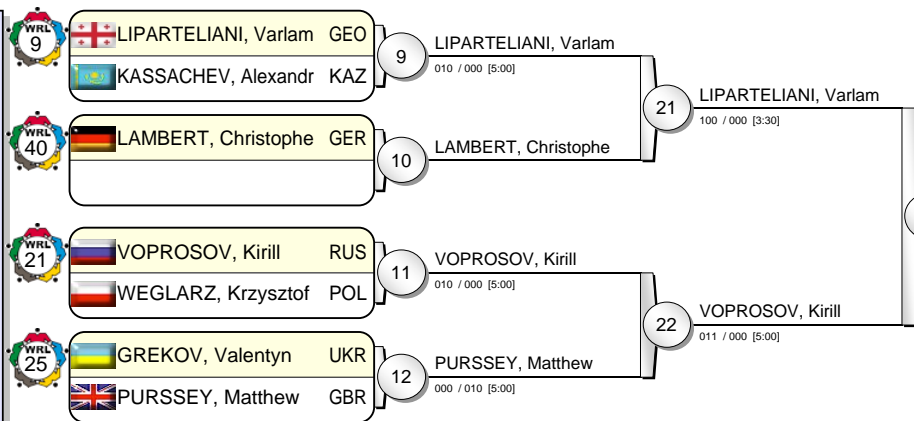 WRL
9
LIPARTELIANI, Varlam GEO
KASSACHEV, Alexandr KAZ
9
LIPARTELIANI, Varlam
010 / 000 [5:00]
21
LIPARTELIANI, Varlam
100 / 000 [3:30]
WRL
40
LAMBERT, Christophe GER
10
LAMBERT, Christophe
WRL
21
VOPROSOV, Kirill RUS
WEGLARZ, Krzysztof POL
11
VOPROSOV, Kirill
010 / 000 [5:00]
22
VOPROSOV, Kirill
011 / 000 [5:00]
WRL
25
GREKOV, Valentyn UKR
PURSSEY, Matthew GBR
12
PURSSEY, Matthew
000 / 010 [5:00]